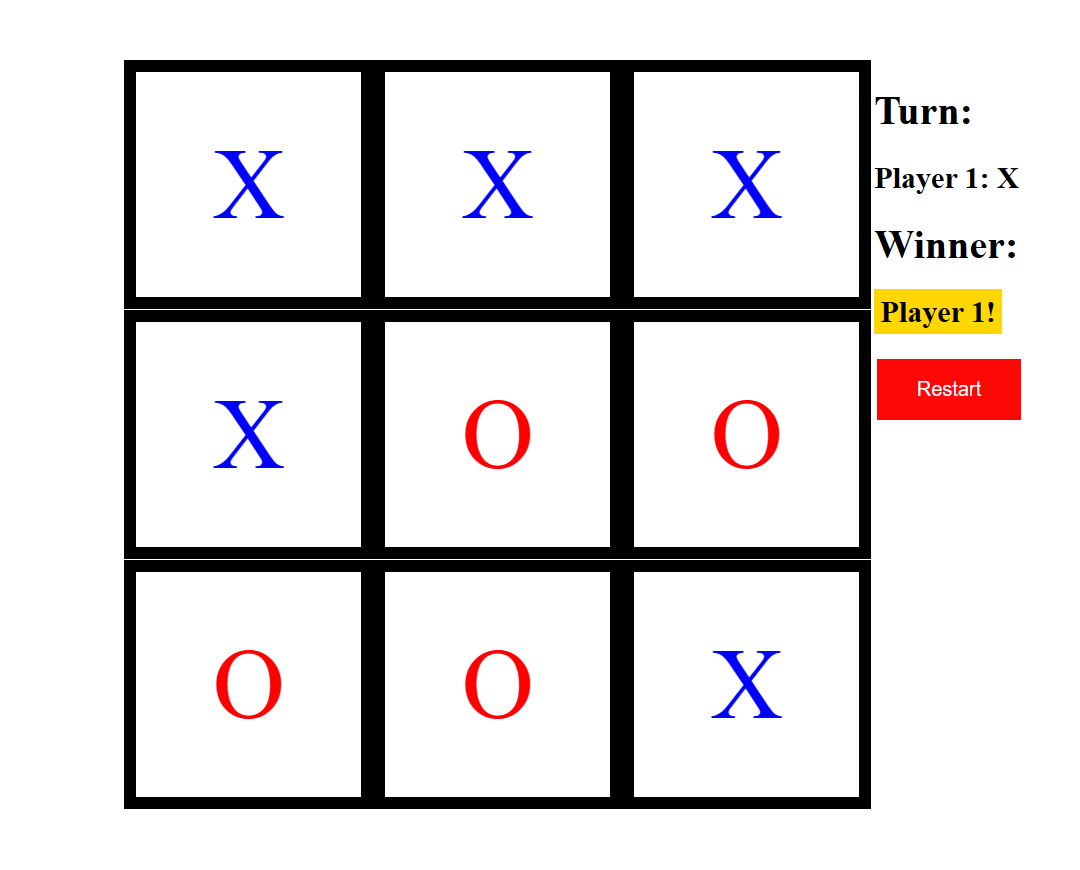 X X X
Turn:
Player 1: X
Winner:
Player 1!
Restart
X O O
O O X